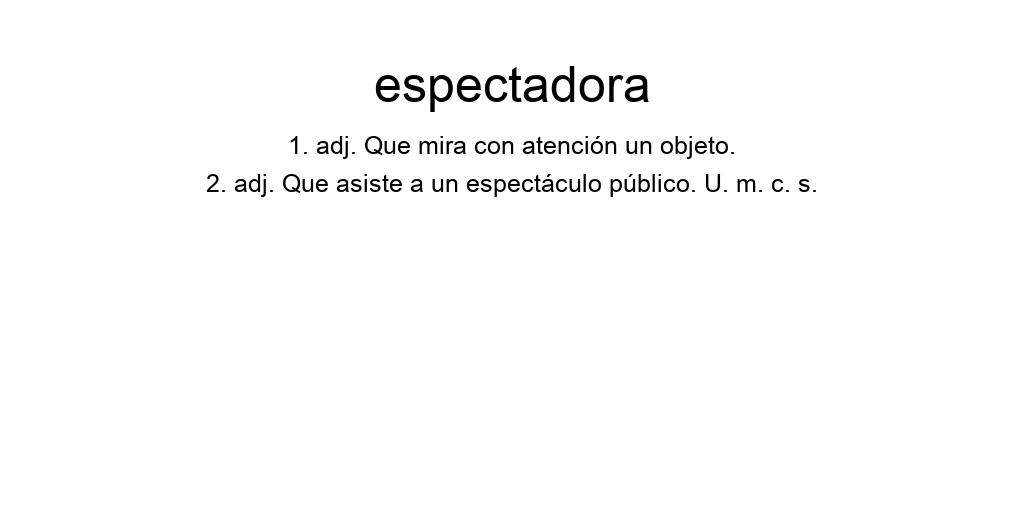 espectadora
1. adj. Que mira con atención un objeto.
2. adj. Que asiste a un espectáculo público. U. m. c. s.